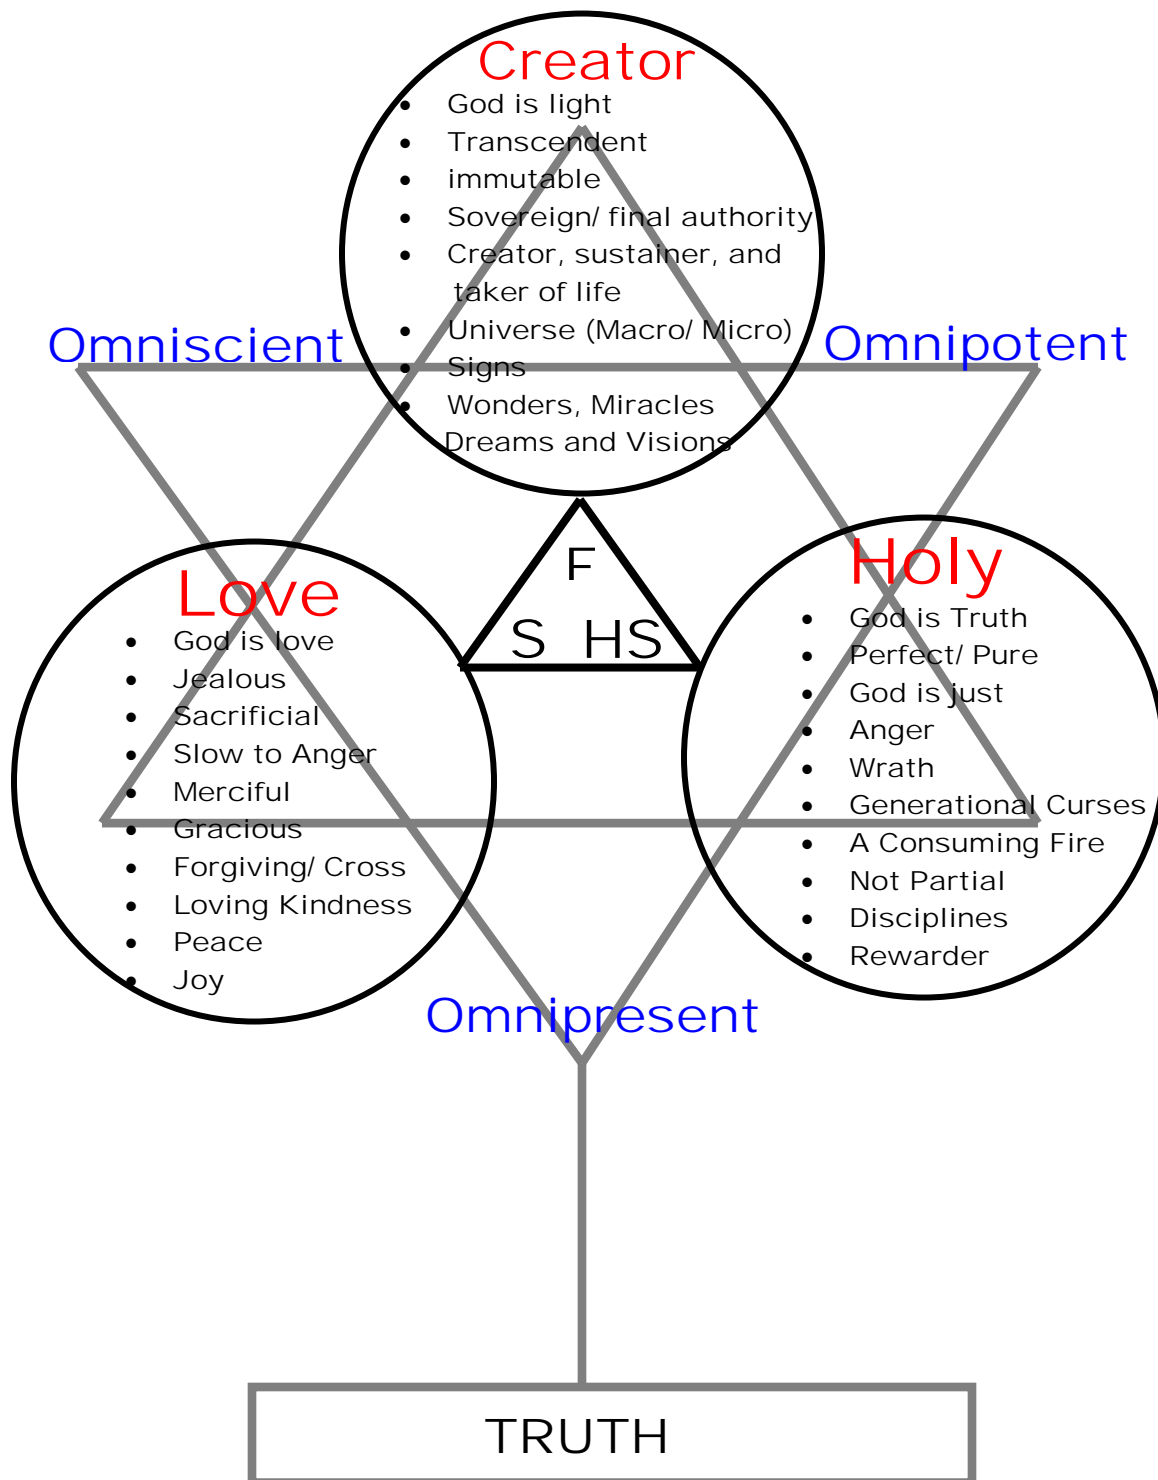 Creator
• God is light
• Transcendent
• immutable
• Sovereign/ final authority
• Creator, sustainer, and
taker of life
• Universe (Macro/ Micro)
• Signs
• Wonders, Miracles
Dreams and Visions
Omniscient
Omnipotent
F
S HS
Love
• God is love
• Jealous
• Sacrificial
• Slow to Anger
• Merciful
• Gracious
• Forgiving/ Cross
• Loving Kindness
• Peace
• Joy
Holy
• God is Truth
• Perfect/ Pure
• God is just
• Anger
• Wrath
• Generational Curses
• A Consuming Fire
• Not Partial
• Disciplines
• Rewarder
Omnipresent
TRUTH